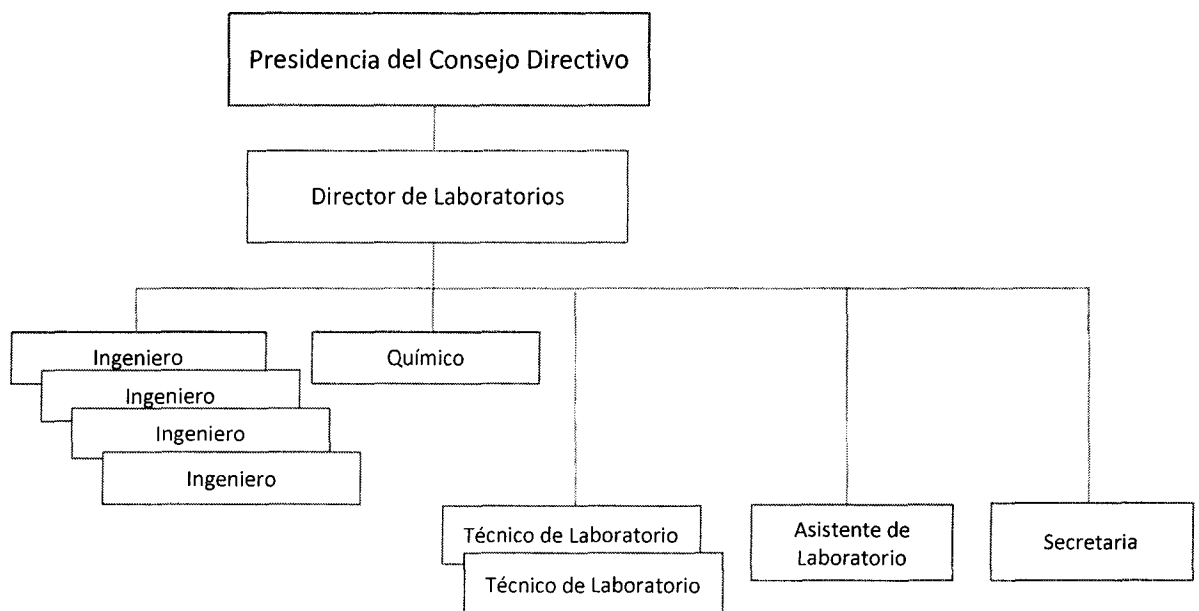 Presidencia del Consejo Directivo
Director de Laboratorios
Ingeniero
Ingeniero
Ingeniero
Ingeniero
Químico
Técnico de Laboratorio
Técnico de Laboratorio
Asistente de
Laboratorio
Secretaria